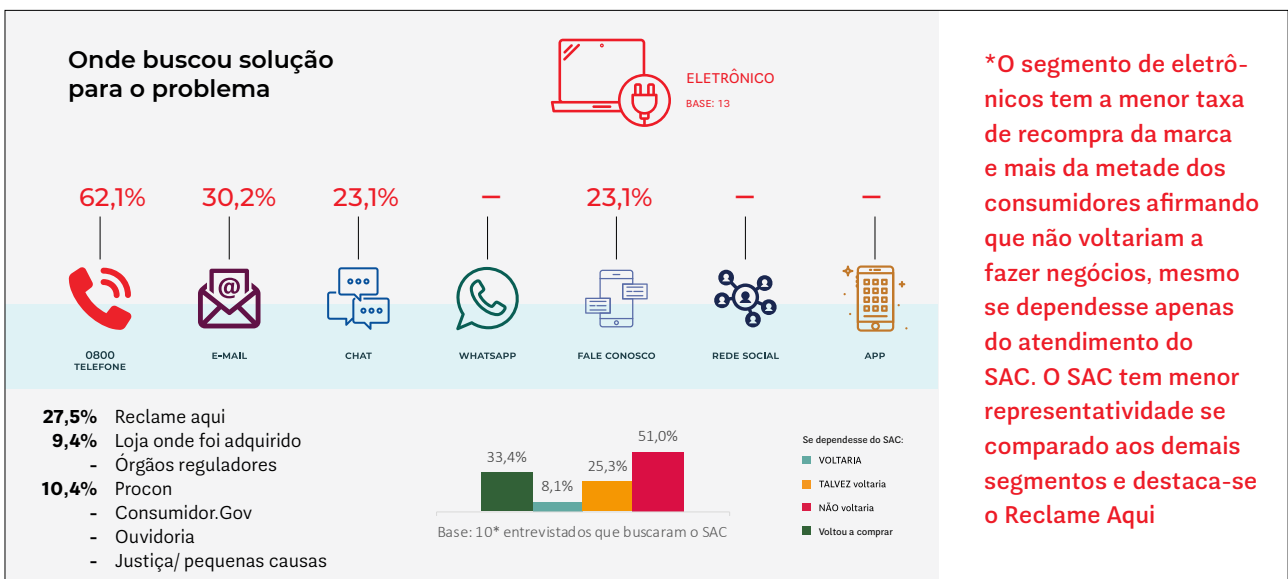 Onde buscou solução
para o problema
ELETRÔNICO
BASE: 13
62,1% 30,2% 23,1% – 23,1% – –
@
0800
TELEFONE
E-MAIL
CHAT
WHATSAPP
FALE CONOSCO
REDE SOCIAL
APP
27,5% Reclame aqui
9,4% Loja onde foi adquirido
- Órgãos reguladores
10,4% Procon
- Consumidor.Gov
- Ouvidoria
- Justiça/ pequenas causas
33,4%
8,1%
25,3%
51,0%
Base: 10* entrevistados que buscaram o SAC
Se dependesse do SAC:
VOLTARIA
TALVEZ voltaria
NÃO voltaria
Voltou a comprar
*O segmento de eletrô-
nicos tem a menor taxa
de recompra da marca
e mais da metade dos
consumidores afirmando
que não voltariam a
fazer negócios, mesmo
se dependesse apenas
do atendimento do
SAC. O SAC tem menor
representatividade se
comparado aos demais
segmentos e destaca-se
o Reclame Aqui